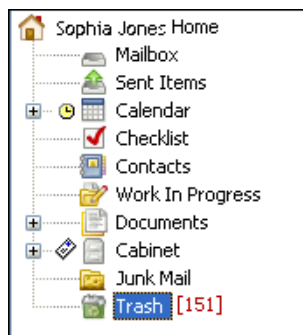 Sophia Jones Home
Mailbox
Sent Items
Calendar
Checklist
Contacts
Work In Progress
Documents
Cabinet
Junk Mail
Trash [151]